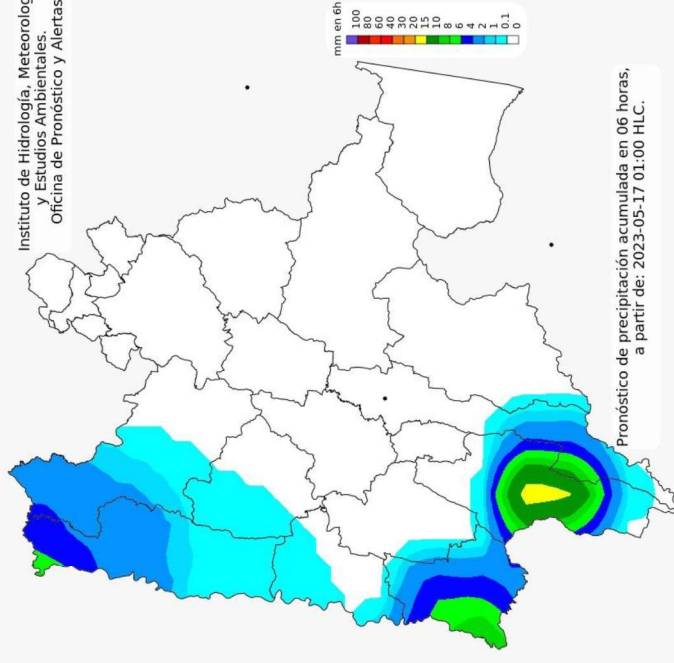 Instituto de Hidrología, Meteorolog
y Estudios Ambientales.
Oficina de Pronóstico y Alertas
mm en 6h
100
80
60
40
30
20
15
10
8
6
4
2
1
0.1
0
Pronóstico de precipitación acumulada en 06 horas,
a partir de: 2023-05-17 01:00 HLC.